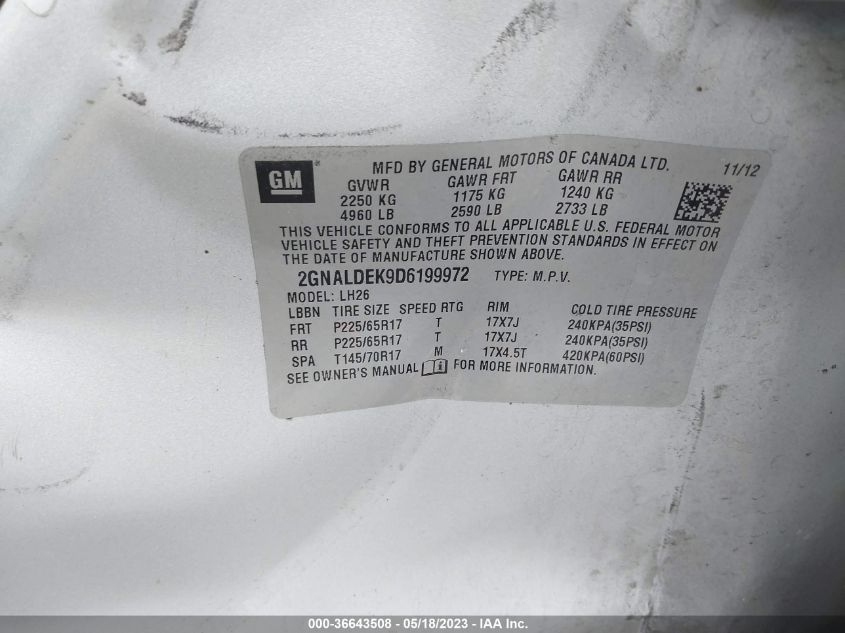 GM
MFD BY GENERAL MOTORS OF CANADA LTD. 11/12
GVWR GAWR FRT GAWR RR
2250 KG 1175 KG 1240 KG
4960 LB 2590 LB 2733 LB
THIS VEHICLE CONFORMS TO ALL APPLICABLE U.S. FEDERAL MOTOR
VEHICLE SAFETY AND THEFT PREVENTION STANDARDS IN EFFECT ON
THE DATE OF MANUFACTURE SHOWN ABOVE.
2GNALDEK9D6199972 TYPE: M.P.V.
MODEL: LH26
LBBN TIRE SIZE SPEED RTG RIM COLD TIRE PRESSURE
FRT P225/65R17 T 17X7J 240KPA(35PSI)
RR P225/65R17 T 17X7J 240KPA(35PSI)
SPA T145/70R17 M 17X4.5T 420KPA(60PSI)
SEE OWNER'S MANUAL i FOR MORE INFORMATION.
000-36643508 - 05/18/2023 - IAA Inc.